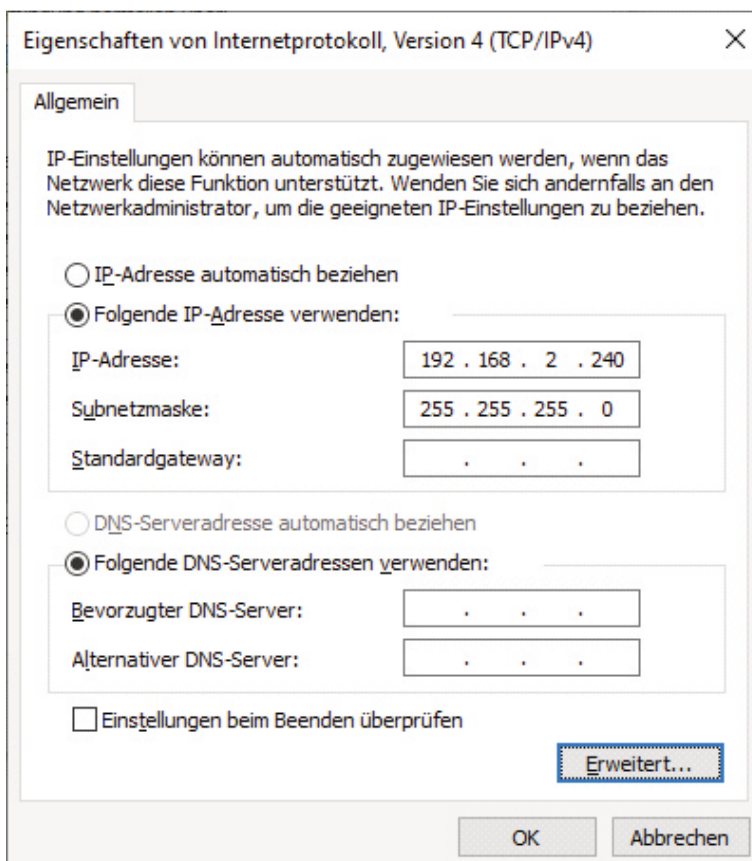 Eigenschaften von Internetprotokoll, Version 4 (TCP/IPv4)
Allgemein
IP-Einstellungen können automatisch zugewiesen werden, wenn das
Netzwerk diese Funktion unterstützt. Wenden Sie sich andernfalls an den
Netzwerkadministrator, um die geeigneten IP-Einstellungen zu beziehen.
IP-Adresse automatisch beziehen
Folgende IP-Adresse verwenden:
IP-Adresse: 192 . 168 . 2 . 240
Subnetzmaske: 255 . 255 . 255 . 0
Standardgateway: . . .
DNS-Serveradresse automatisch beziehen
Folgende DNS-Serveradressen verwenden:
Bevorzugter DNS-Server: . . .
Alternativer DNS-Server: . . .
Einstellungen beim Beenden überprüfen
Erweitert...
OK Abbrechen